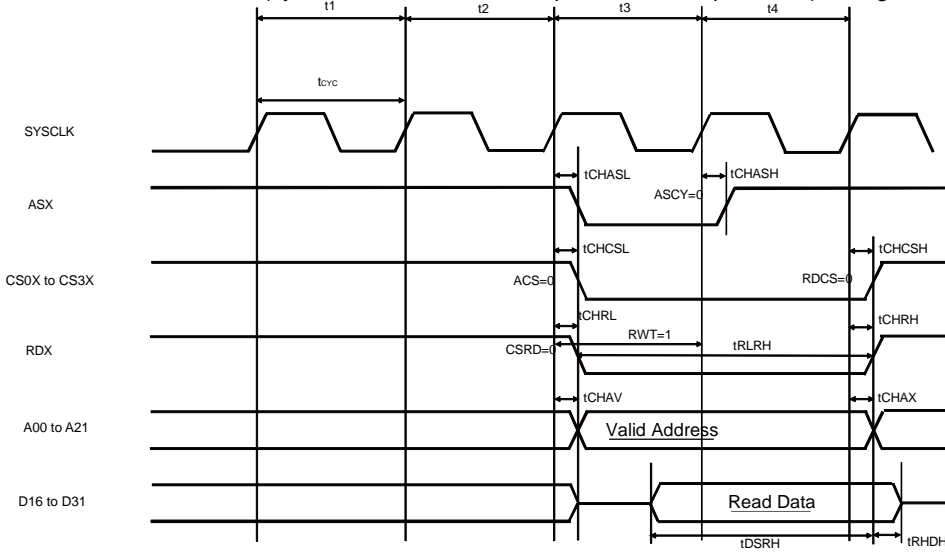 t1 t2 t3 t4
tCYC
SYSCLK
tCHASL tCHASH
ASX ASCY=0
tCHCSL tCHCSH
CS0X to CS3X ACS=0 RDCS=0
tCHRL tCHRH
RWT=1
RDX CSRD=0 tRLRH
tCHAV tCHAX
A00 to A21 Valid Address
D16 to D31 Read Data
tDSRH tRHDH